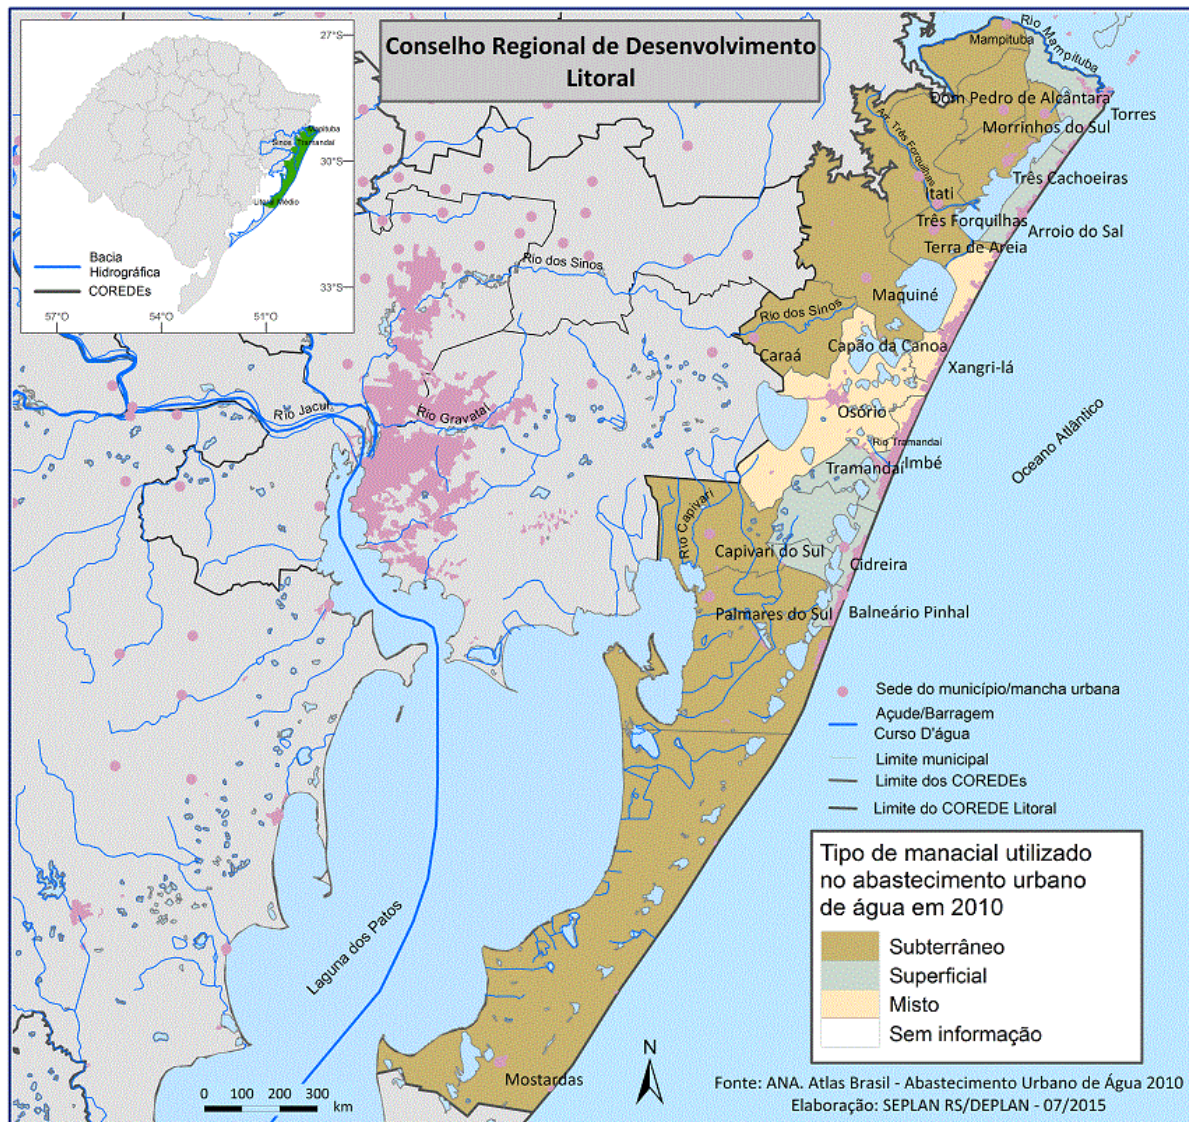 Conselho Regional de Desenvolvimento
Litoral
27°S
30°S
33°S
57°O
54°O
51°O
Mapituba
Sinos
Tramandaí
Litoral Médio
Bacia
Hidrográfica
COREDEs
Rio Mampituba
Mampituba
Dom Pedro de Alcântara
Torres
Morrinhos do Sul
Arr. Três Forquilhas
Três Cachoeiras
Itati
Três Forquilhas
Arroio do Sal
Terra de Areia
Rio dos Sinos
Maquiné
Rio dos Sinos
Capão da Canoa
Caraá
Xangri-lá
Rio Jacuí
Rio Gravataí
Osório
Rio Tramandaí
Imbé
Tramandaí
Oceano Atlântico
Rio Capivari
Capivari do Sul
Cidreira
Palmares do Sul
Balneário Pinhal
Sede do município/mancha urbana
Açude/Barragem
Curso D'água
Limite municipal
Limite dos COREDEs
Limite do COREDE Litoral
Tipo de manacial utilizado
no abastecimento urbano
de água em 2010
Subterrâneo
Superficial
Misto
Sem informação
Laguna dos Patos
Mostardas
N
0 100 200 300
km
Fonte: ANA. Atlas Brasil - Abastecimento Urbano de Água 2010
Elaboração: SEPLAN RS/DEPLAN - 07/2015